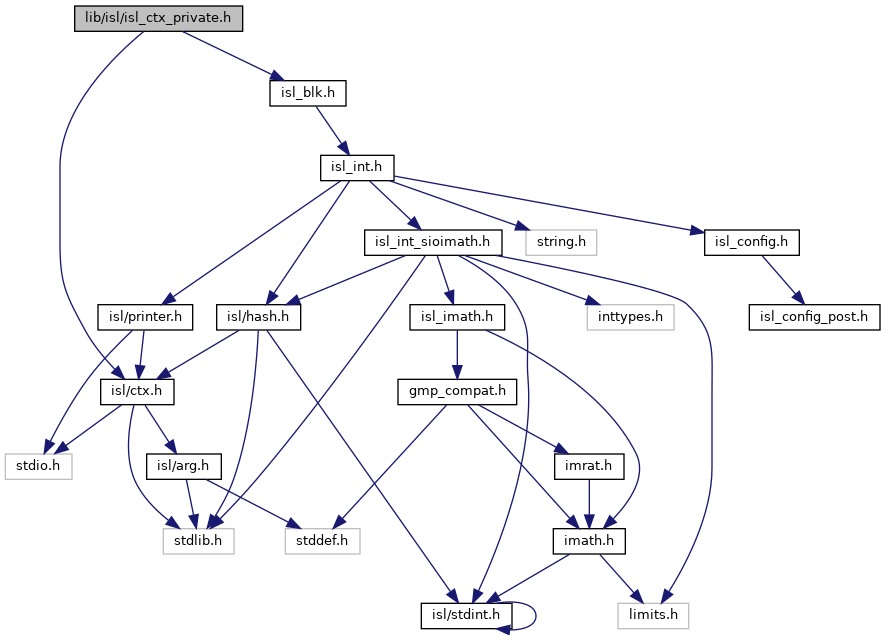 lib/isl/isl_ctx_private.h
isl_blk.h
isl_int.h
isl_int_sioimath.h
string.h
isl_config.h
isl/printer.h
isl/hash.h
isl_imath.h
inttypes.h
isl_config_post.h
isl/ctx.h
gmp_compat.h
stdio.h
isl/arg.h
imrat.h
stdlib.h
stddef.h
imath.h
isl/stdint.h
limits.h